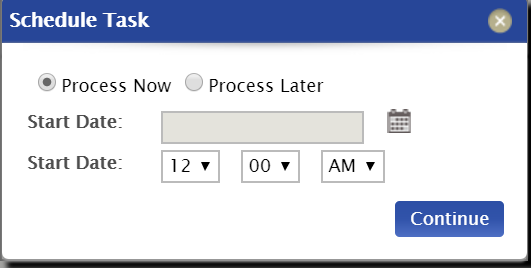 Schedule Task
Process Now Process Later
Start Date:
Start Date: 12 00 AM
Continue